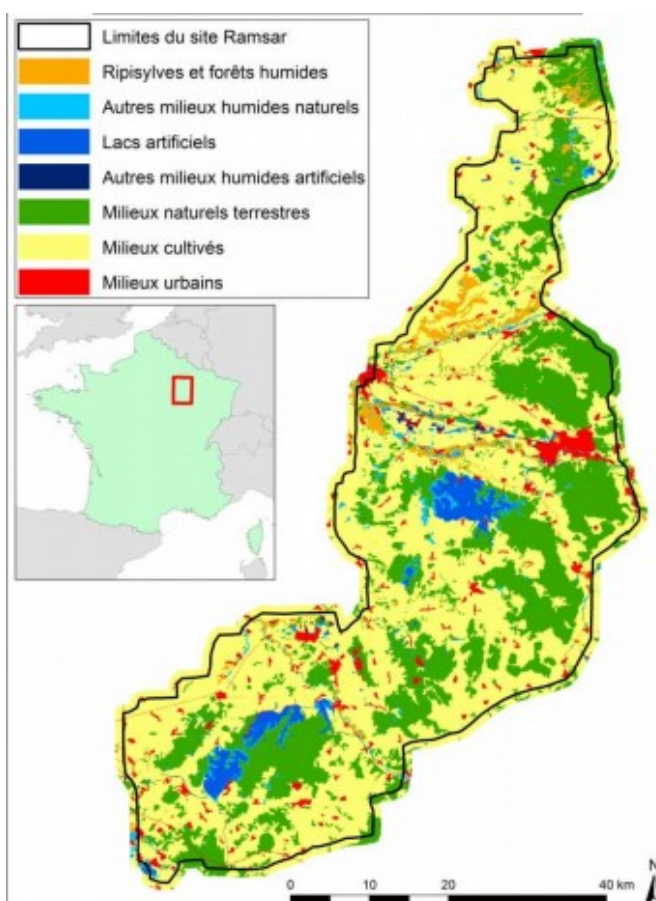 Limites du site Ramsar
Ripisylves et forêts humides
Autres milieux humides naturels
Lacs artificiels
Autres milieux humides artificiels
Milieux naturels terrestres
Milieux cultivés
Milieux urbains
N
0 10 20 40 km